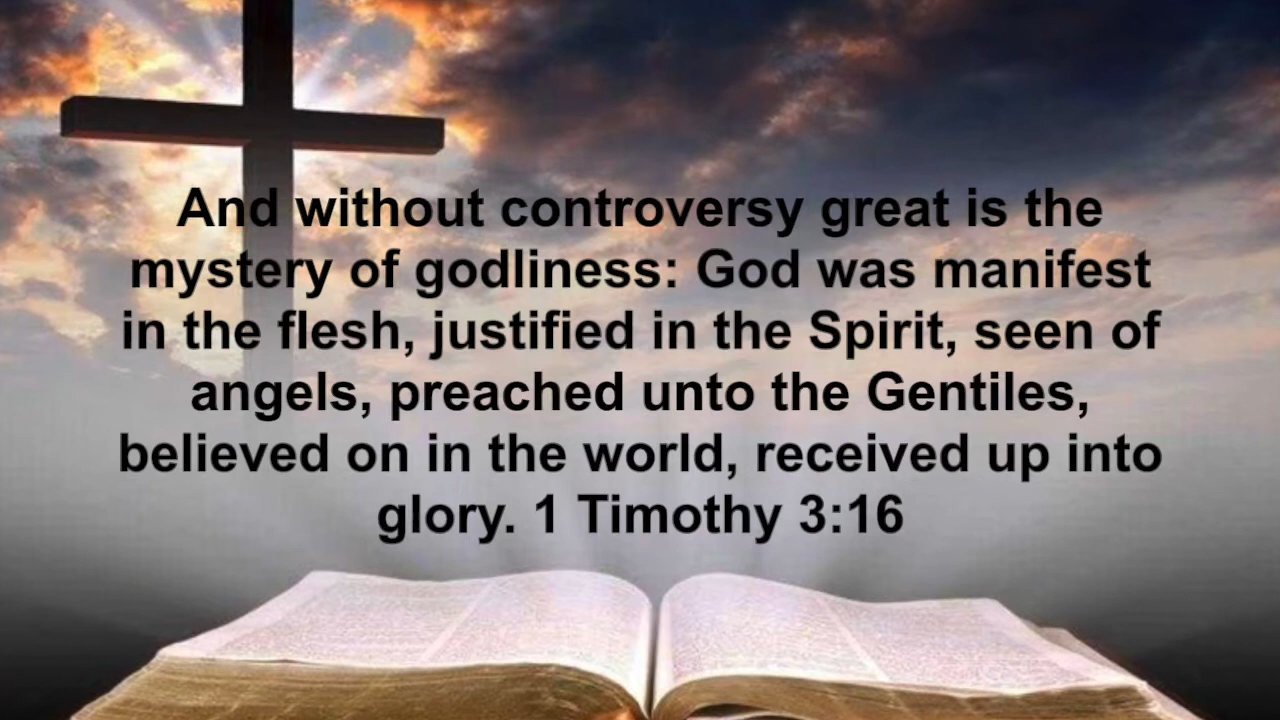 And without controversy great is the
mystery of godliness: God was manifest
in the flesh, justified in the Spirit, seen of
angels, preached unto the Gentiles,
believed on in the world, received up into
glory. 1 Timothy 3:16